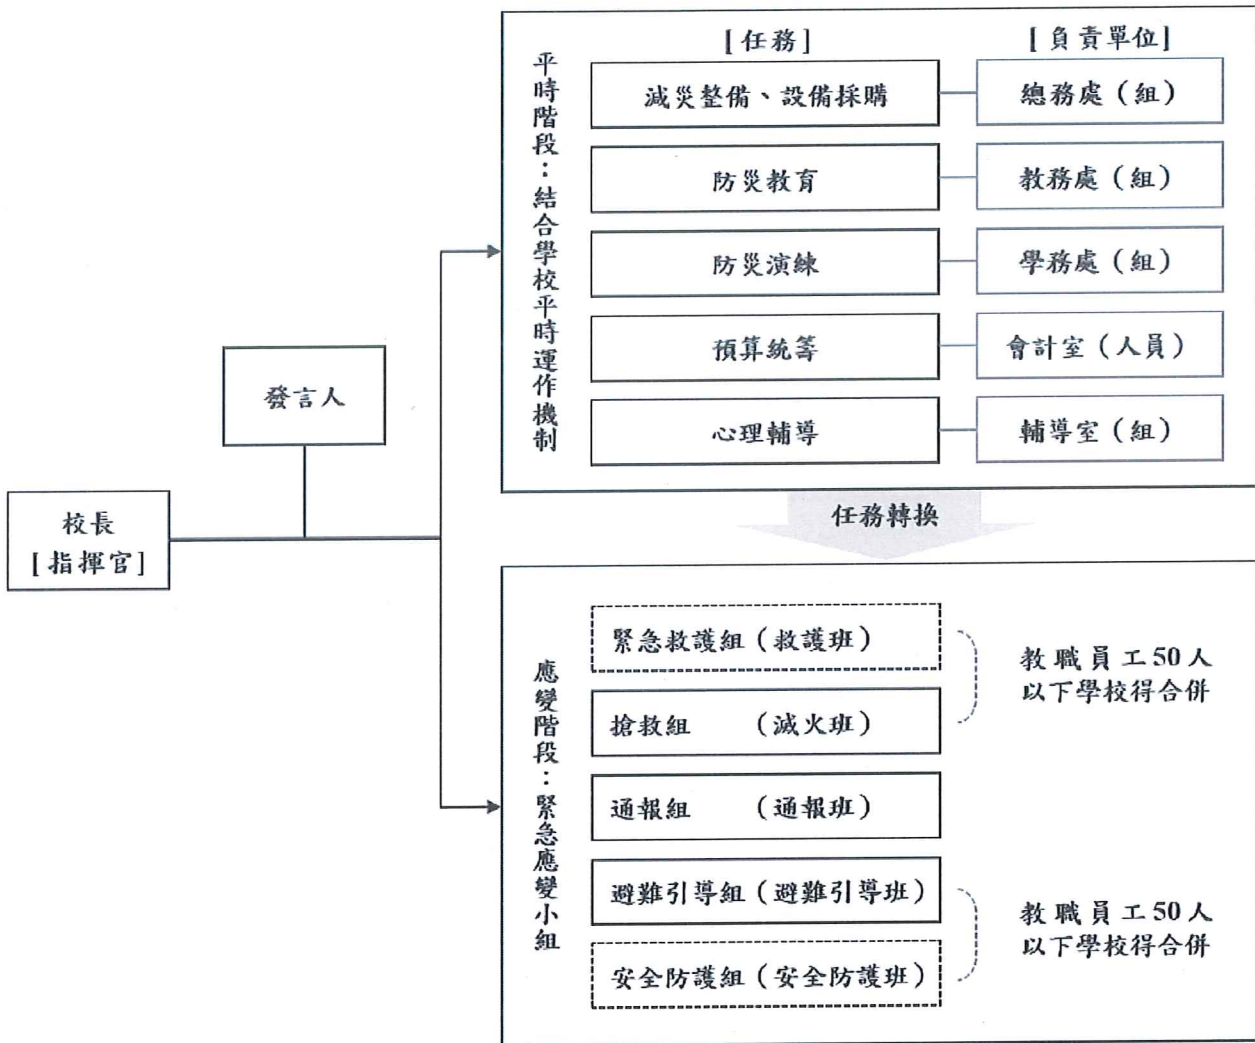 [任務]
[負責單位]
平時階段：結合學校平時運作機制
減災整備、設備採購
總務處（組）
防災教育
教務處（組）
防災演練
學務處（組）
預算統籌
會計室（人員）
心理輔導
輔導室（組）
發言人
校長
[指揮官]
任務轉換
應變階段：緊急應變小組
緊急救護組（救護班）
搶救組　　（滅火班）
教職員工50人
以下學校得合併
通報組　　（通報班）
避難引導組（避難引導班）
安全防護組（安全防護班）
教職員工50人
以下學校得合併